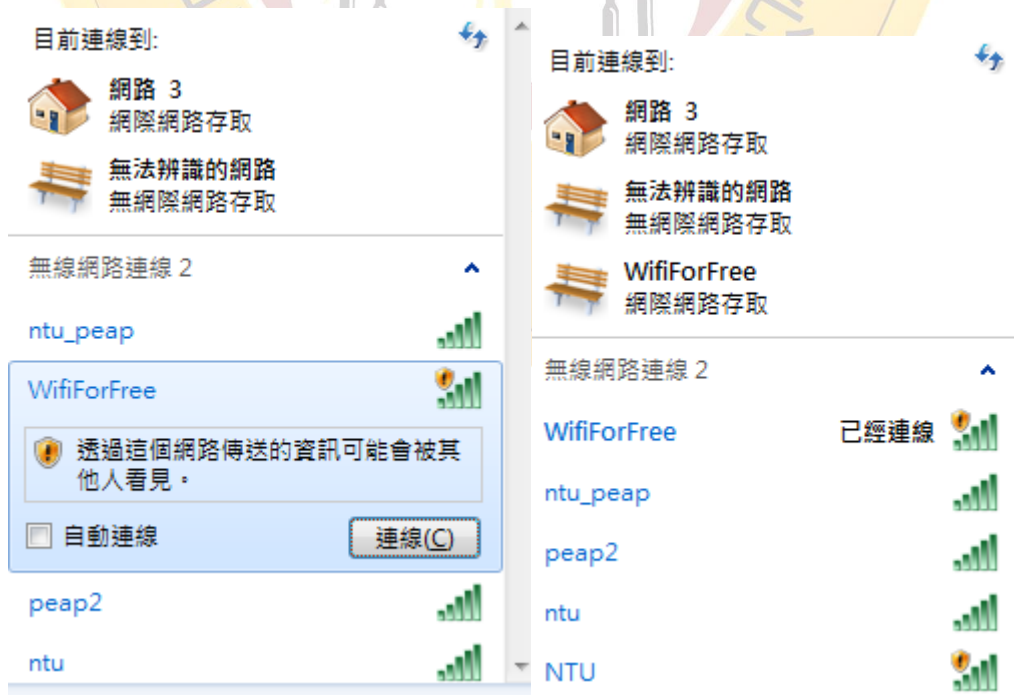 目前連線到:
網路 3
網際網路存取
無法辨識的網路
無網際網路存取
無線網路連線 2
ntu_peap
WifiForFree
透過這個網路傳送的資訊可能會被其
他人看見。
自動連線
連線(C)
peap2
ntu
目前連線到:
網路 3
網際網路存取
無法辨識的網路
無網際網路存取
WifiForFree
網際網路存取
無線網路連線 2
WifiForFree 已經連線
ntu_peap
peap2
ntu
NTU